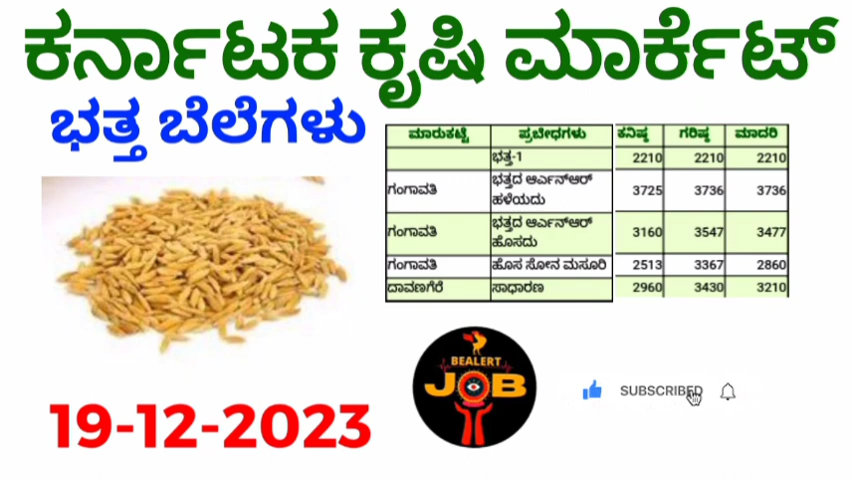 ಕರ್ನಾಟಕ ಕೃಷಿ ಮಾರ್ಕೆಟ್
ಭತ್ತ ಬೆಲೆಗಳು
ಮಾರುಕಟ್ಟೆ ಪ್ರಬೇಧಗಳು ಕನಿಷ್ಠ ಗರಿಷ್ಠ ಮಾದರಿ
ಭತ್ತ-1 2210 2210 2210
ಗಂಗಾವತಿ ಭತ್ತದ ಆರ್ಎನ್ಆರ್ ಹಳೆಯದು 3725 3736 3736
ಗಂಗಾವತಿ ಭತ್ತದ ಆರ್ಎನ್ಆರ್ ಹೊಸದು 3160 3547 3477
ಗಂಗಾವತಿ ಹೊಸ ಸೋನ ಮಸೂರಿ 2513 3367 2860
ದಾವಣಗೆರೆ ಸಾಧಾರಣ 2960 3430 3210
BEALERT
JOB
SUBSCRIBED
19-12-2023